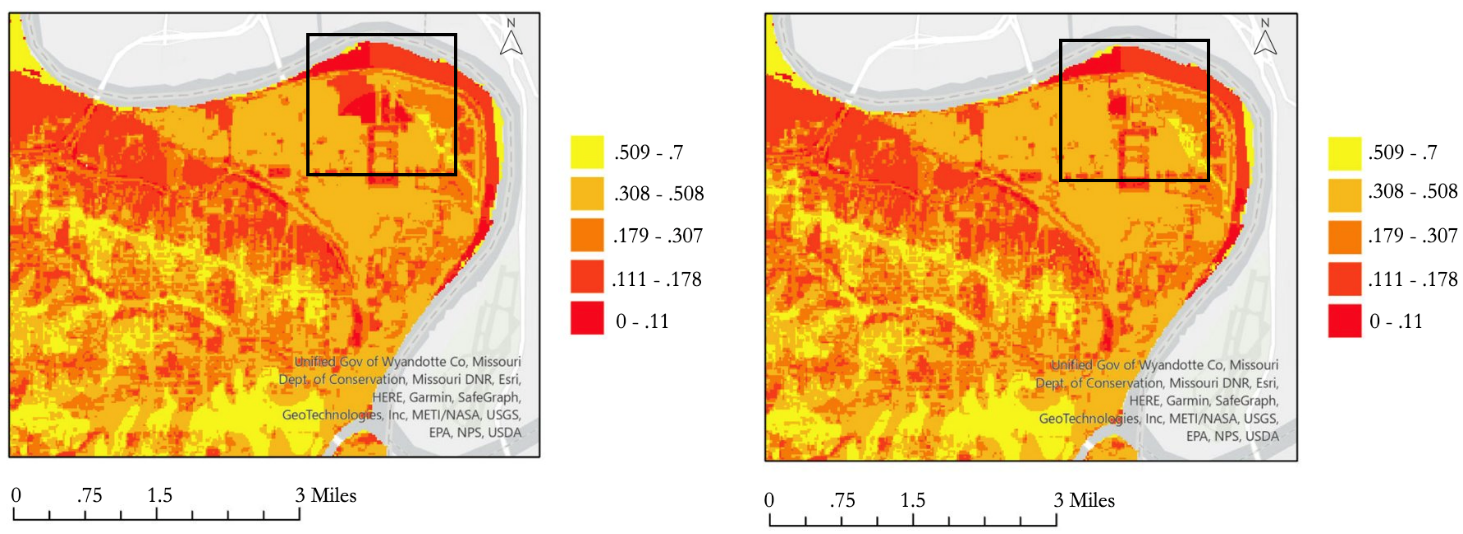 N
.509 - .7
.308 - .508
.179 - .307
.111 - .178
0 - .11
Unified Gov of Wyandotte Co, Missouri
Dept. of Conservation, Missouri DNR, Esri,
HERE, Garmin, SafeGraph,
GeoTechnologies, Inc, METI/NASA, USGS,
EPA, NPS, USDA
0 .75 1.5 3 Miles
N
.509 - .7
.308 - .508
.179 - .307
.111 - .178
0 - .11
Unified Gov of Wyandotte Co, Missouri
Dept. of Conservation, Missouri DNR, Esri,
HERE, Garmin, SafeGraph,
GeoTechnologies, Inc, METI/NASA, USGS,
EPA, NPS, USDA
0 .75 1.5 3 Miles